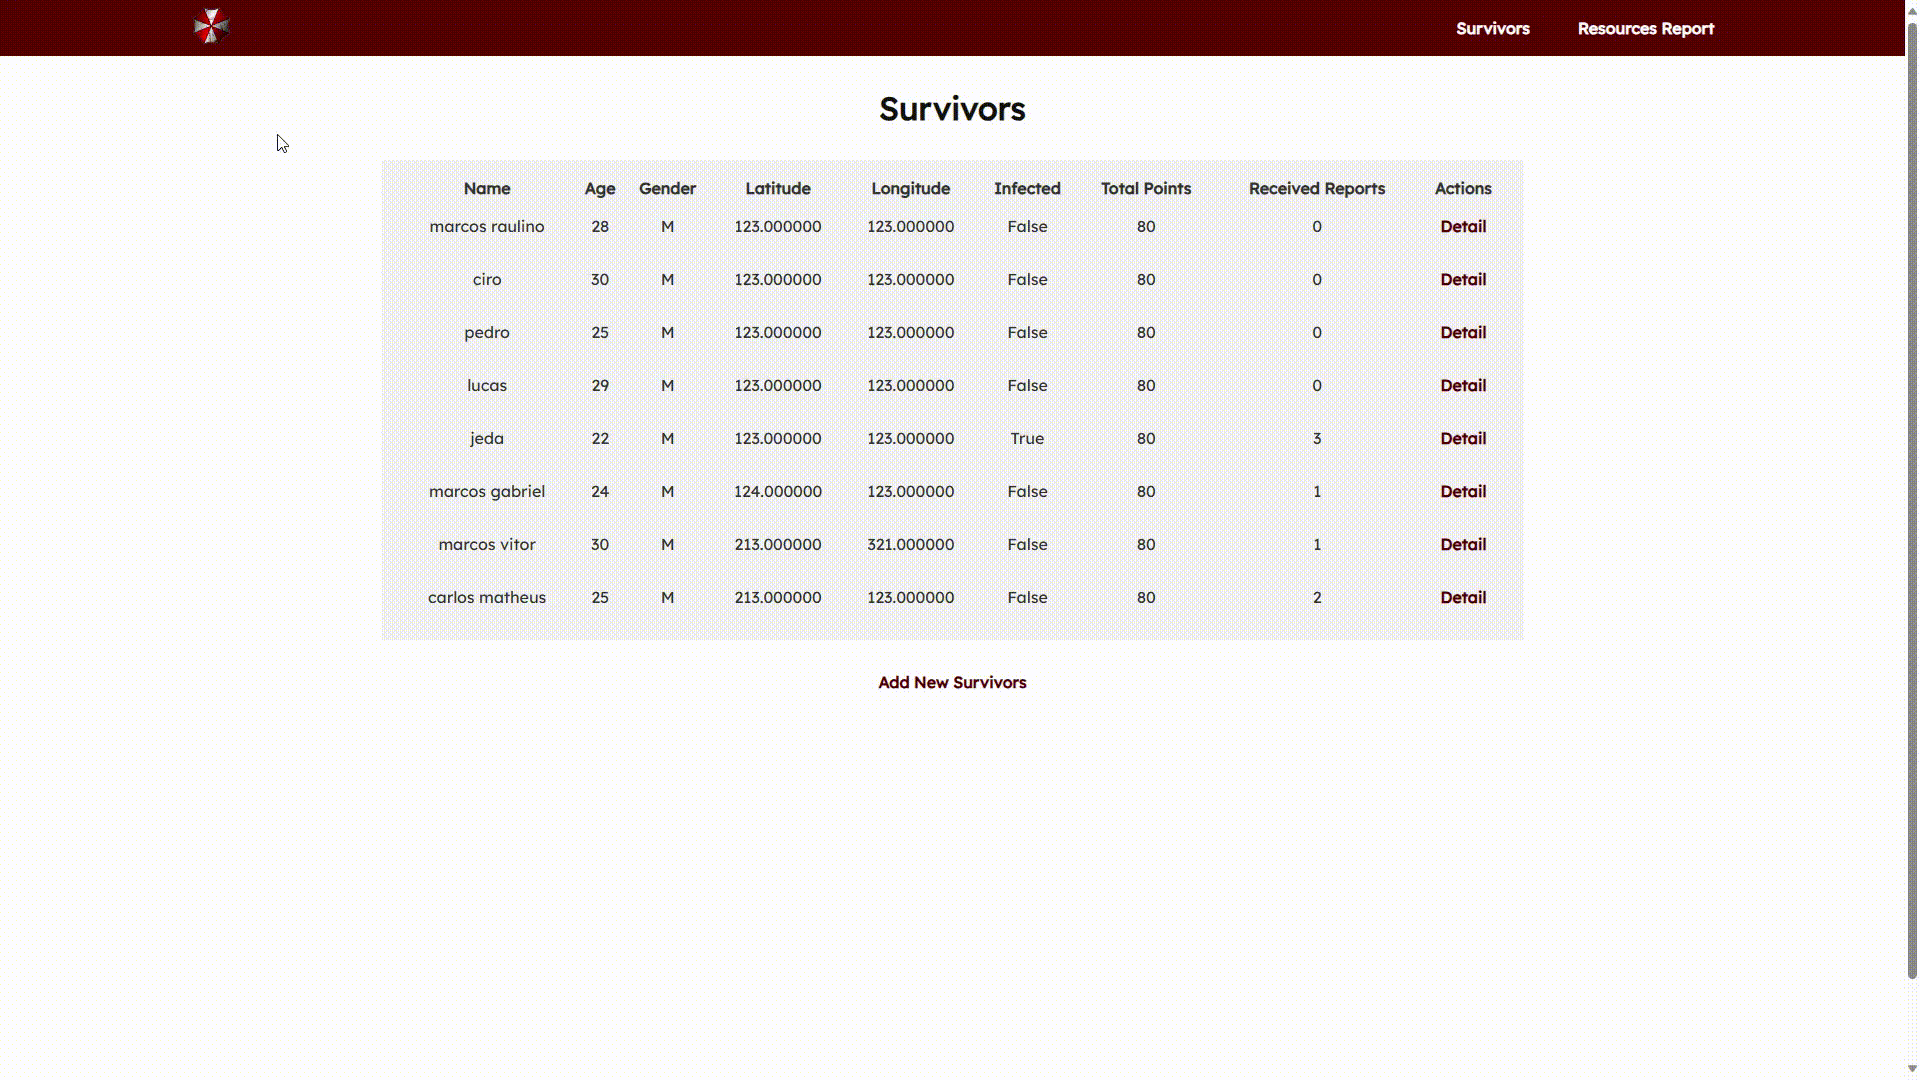 Survivors Resources Report
Survivors
Name Age Gender Latitude Longitude Infected Total Points Received Reports Actions
marcos raulino 28 M 123.000000 123.000000 False 80 0 Detail
ciro 30 M 123.000000 123.000000 False 80 0 Detail
pedro 25 M 123.000000 123.000000 False 80 0 Detail
lucas 29 M 123.000000 123.000000 False 80 0 Detail
jeda 22 M 123.000000 123.000000 True 80 3 Detail
marcos gabriel 24 M 124.000000 123.000000 False 80 1 Detail
marcos vitor 30 M 213.000000 321.000000 False 80 1 Detail
carlos matheus 25 M 213.000000 123.000000 False 80 2 Detail
Add New Survivors